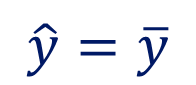 ŷ = ȳ